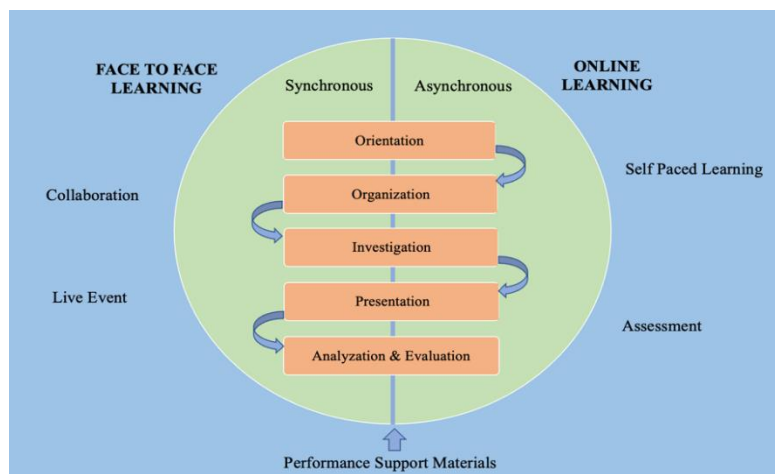 FACE TO FACE
LEARNING
ONLINE
LEARNING
Synchronous
Asynchronous
Orientation
Self Paced Learning
Collaboration
Organization
Investigation
Live Event
Presentation
Assessment
Analyzation & Evaluation
Performance Support Materials